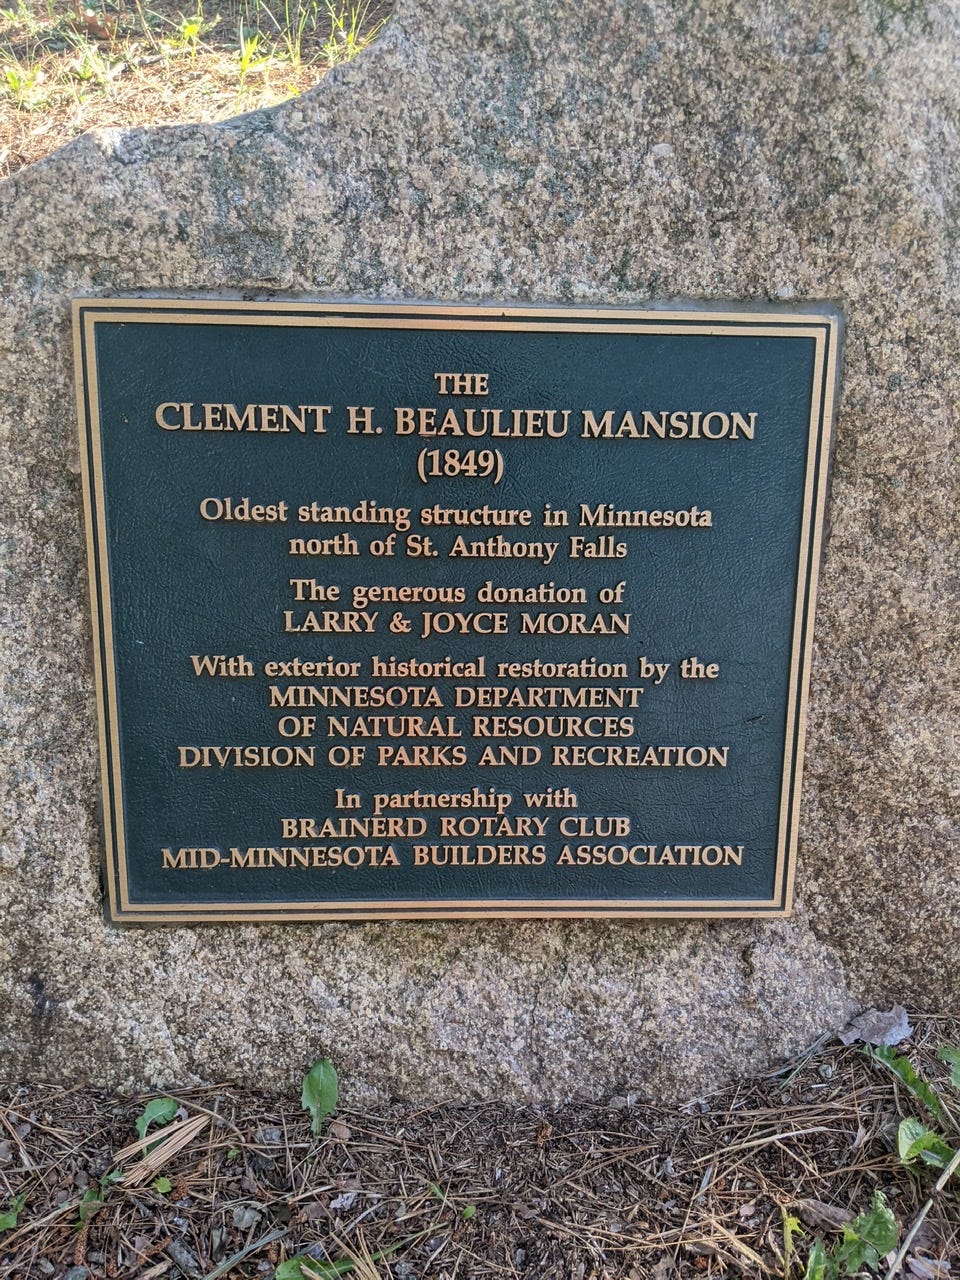 THE
CLEMENT H. BEAULIEU MANSION
(1849)
Oldest standing structure in Minnesota
north of St. Anthony Falls
The generous donation of
LARRY & JOYCE MORAN
With exterior historical restoration by the
MINNESOTA DEPARTMENT
OF NATURAL RESOURCES
DIVISION OF PARKS AND RECREATION
In partnership with
BRAINERD ROTARY CLUB
MID-MINNESOTA BUILDERS ASSOCIATION